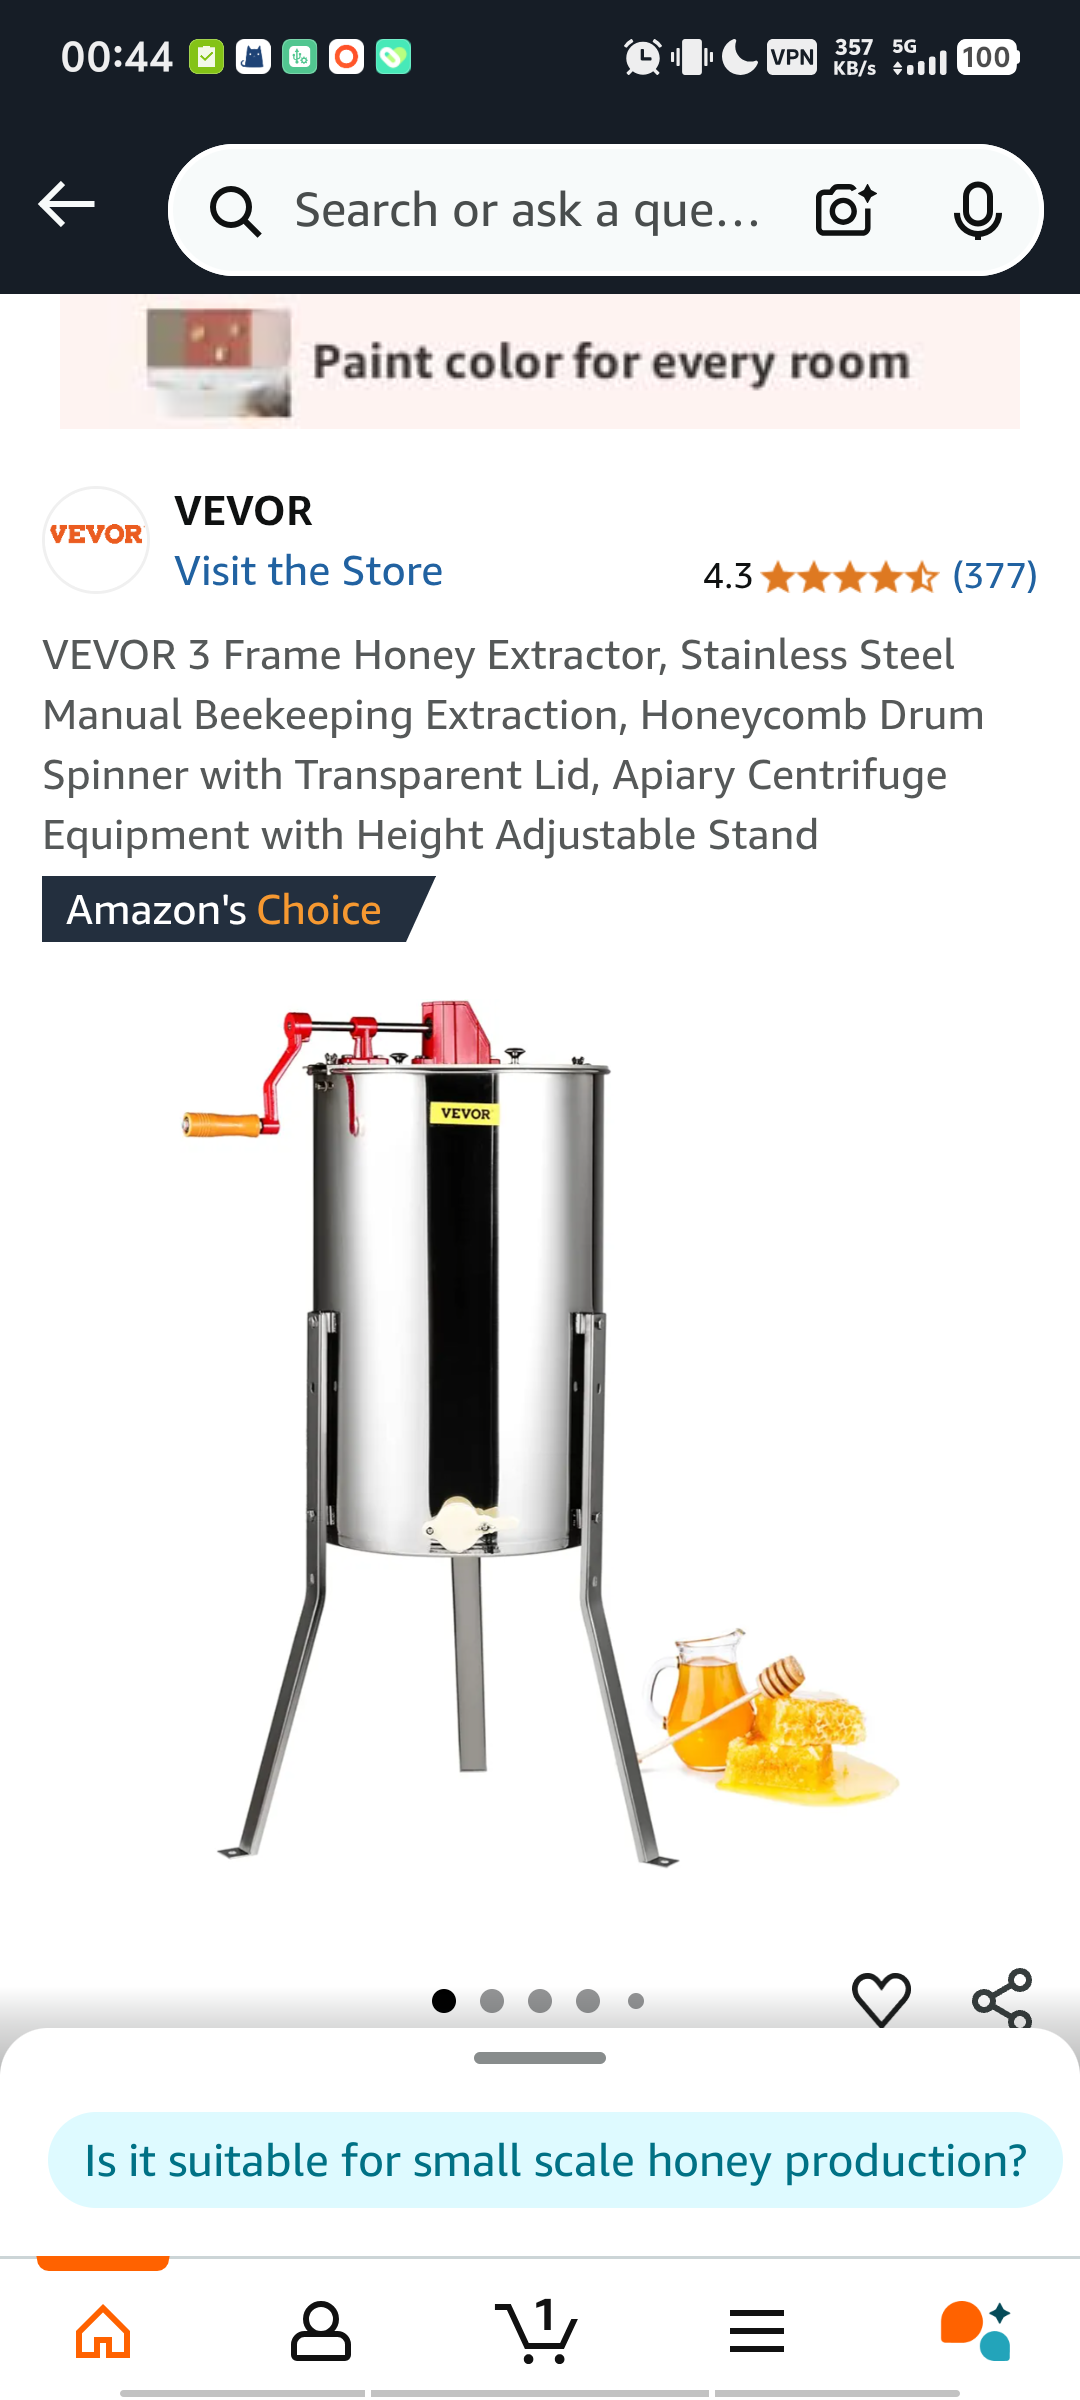 00:44
VPN
357
KB/s
5G
100
Search or ask a que...
Paint color for every room
VEVOR
VEVOR
Visit the Store
4.3
(377)
VEVOR 3 Frame Honey Extractor, Stainless Steel
Manual Beekeeping Extraction, Honeycomb Drum
Spinner with Transparent Lid, Apiary Centrifuge
Equipment with Height Adjustable Stand
Amazon's Choice
VEVOR
Is it suitable for small scale honey production?
1